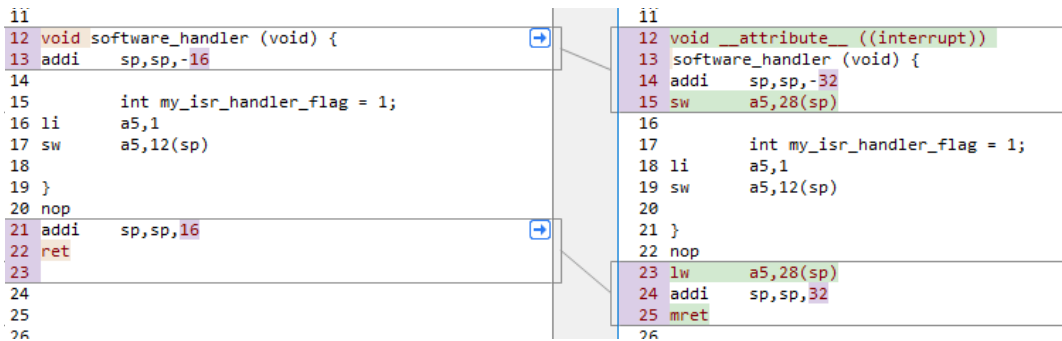 11
12 void software_handler (void) {
13 addi sp,sp,-16
14
15 int my_isr_handler_flag = 1;
16 li a5,1
17 sw a5,12(sp)
18
19 }
20 nop
21 addi sp,sp,16
22 ret
23
24
25
26
11
12 void __attribute__ ((interrupt))
13 software_handler (void) {
14 addi sp,sp,-32
15 sw a5,28(sp)
16
17 int my_isr_handler_flag = 1;
18 li a5,1
19 sw a5,12(sp)
20
21 }
22 nop
23 lw a5,28(sp)
24 addi sp,sp,32
25 mret
26